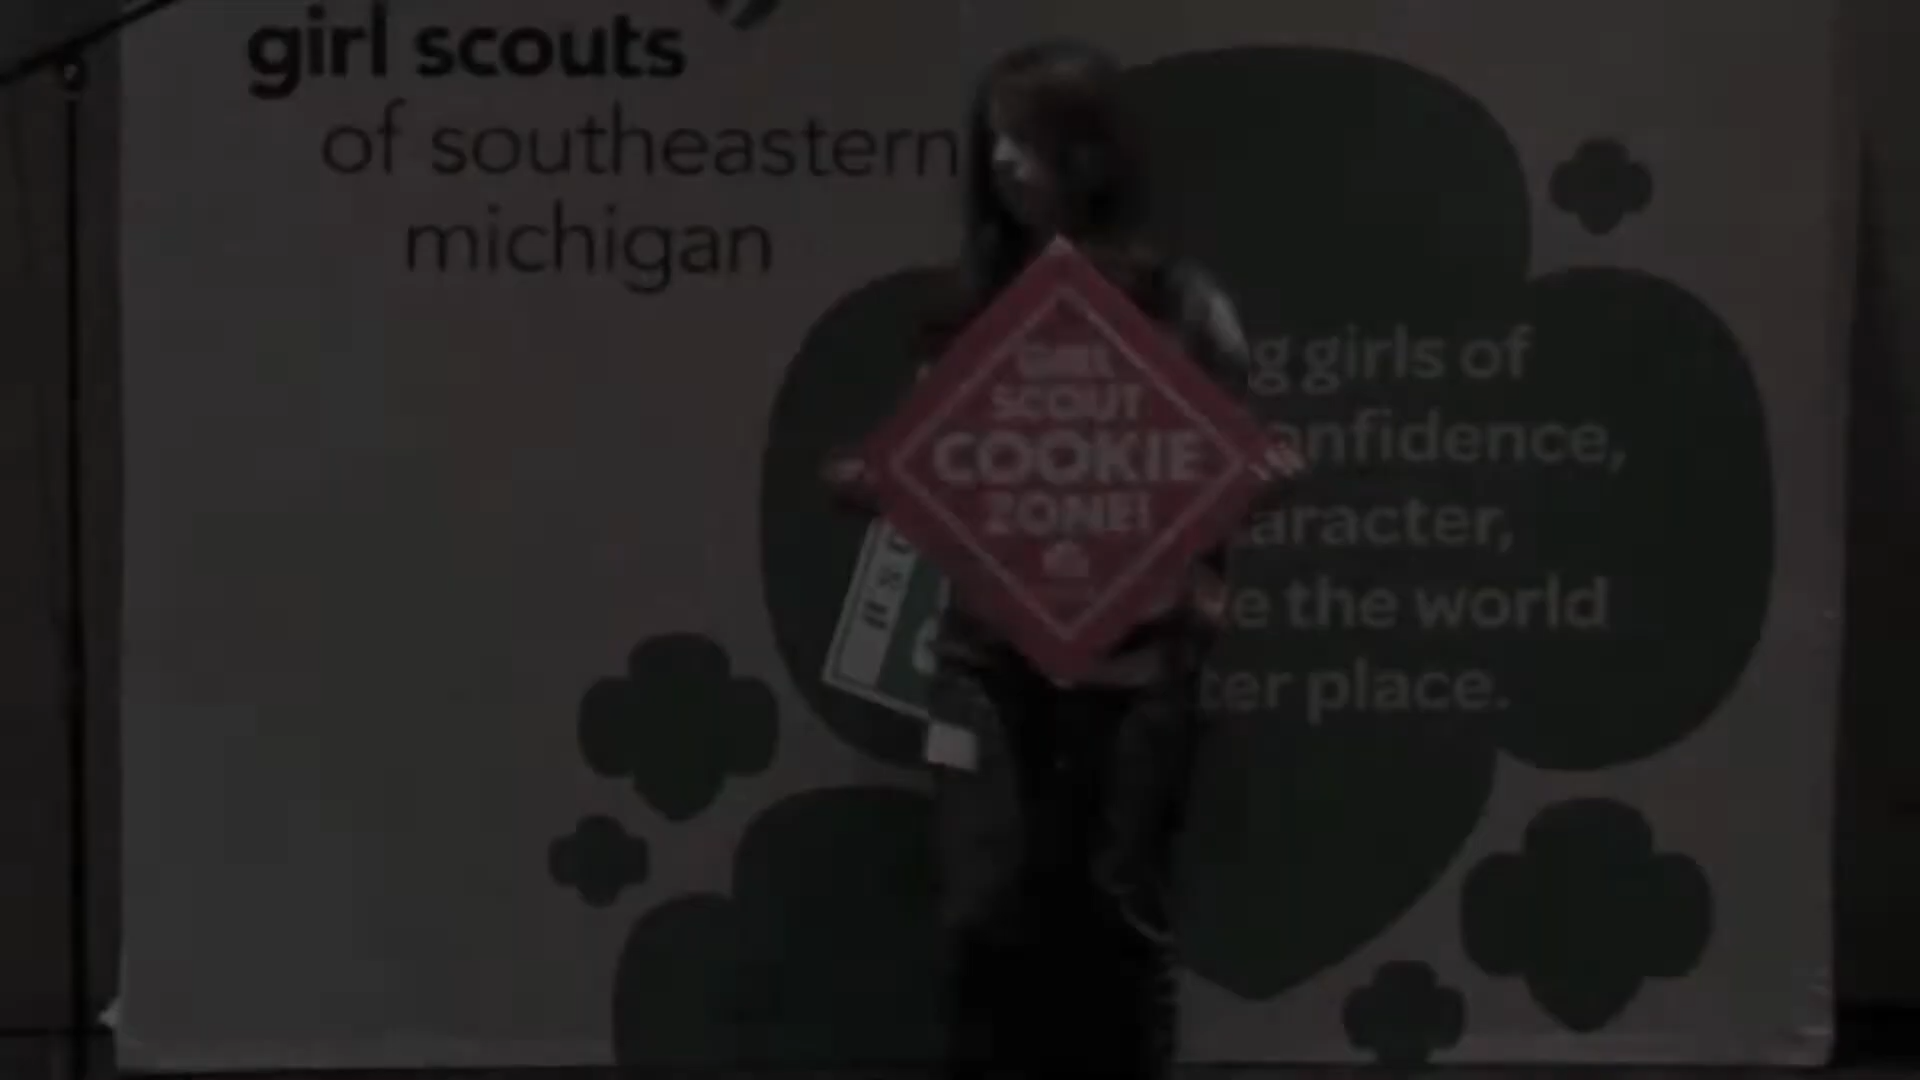 girl scouts
of southeastern
michigan
GIRL
SCOUT
COOKIE
ZONE!
g girls of
onfidence,
aracter,
e the world
ter place.